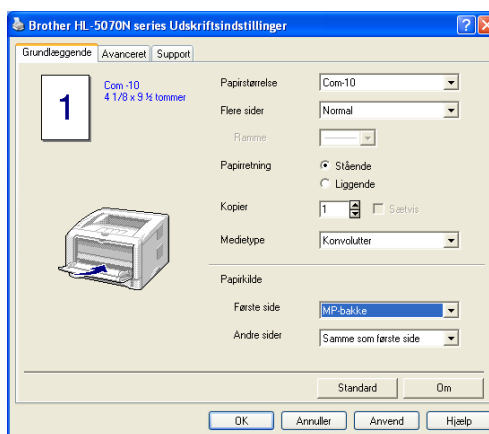 Brother HL-5070N series Udskriftsindstillinger
Grundlæggende Avanceret Support
1
Com -10
4 1/8 x 9 ½ tommer
Papirstørrelse Com-10
Flere sider Normal
Ramme
Papirretning Stående
Liggende
Kopier 1 Sætvis
Medietype Konvolutter
Papirkilde
Første side MP-bakke
Andre sider Samme som første side
Standard Om
OK Annuller Anvend Hjælp